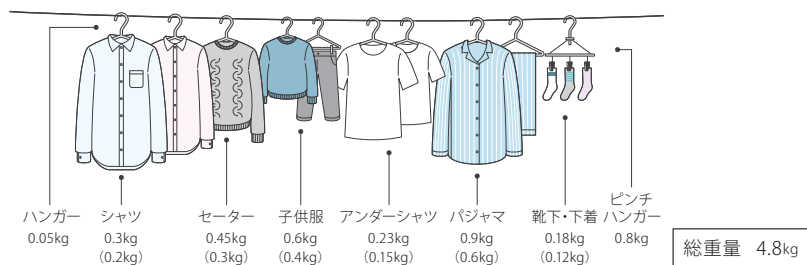 ハンガー
0.05kg
シャツ
0.3kg
(0.2kg)
セーター
0.45kg
(0.3kg)
子供服
0.6kg
(0.4kg)
アンダーシャツ
0.23kg
(0.15kg)
パジャマ
0.9kg
(0.6kg)
靴下・下着
0.18kg
(0.12kg)
ピンチ
ハンガー
0.8kg
総重量 4.8kg